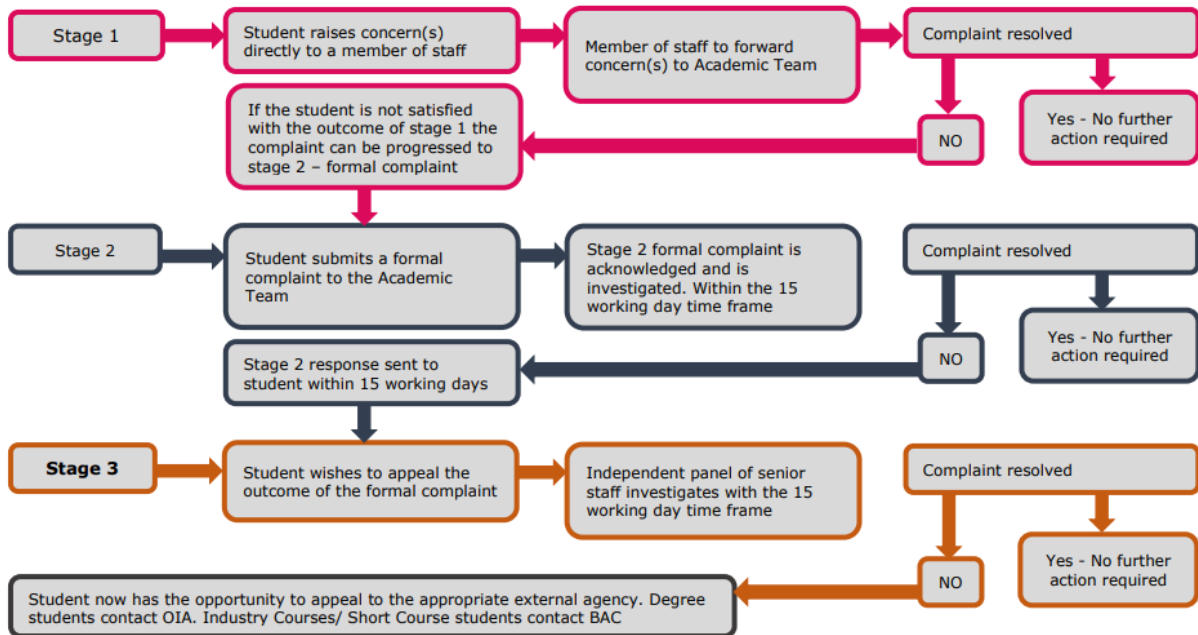 Stage 1
Student raises concern(s)
directly to a member of staff
Member of staff to forward
concern(s) to Academic Team
Complaint resolved
Yes - No further
action required
NO
If the student is not satisfied
with the outcome of stage 1 the
complaint can be progressed to
stage 2 – formal complaint
Stage 2
Student submits a formal
complaint to the Academic
Team
Stage 2 formal complaint is
acknowledged and is
investigated. Within the 15
working day time frame
Complaint resolved
Yes - No further
action required
NO
Stage 2 response sent to
student within 15 working days
Stage 3
Student wishes to appeal the
outcome of the formal complaint
Independent panel of senior
staff investigates with the 15
working day time frame
Complaint resolved
Yes - No further
action required
NO
Student now has the opportunity to appeal to the appropriate external agency. Degree
students contact OIA. Industry Courses/ Short Course students contact BAC